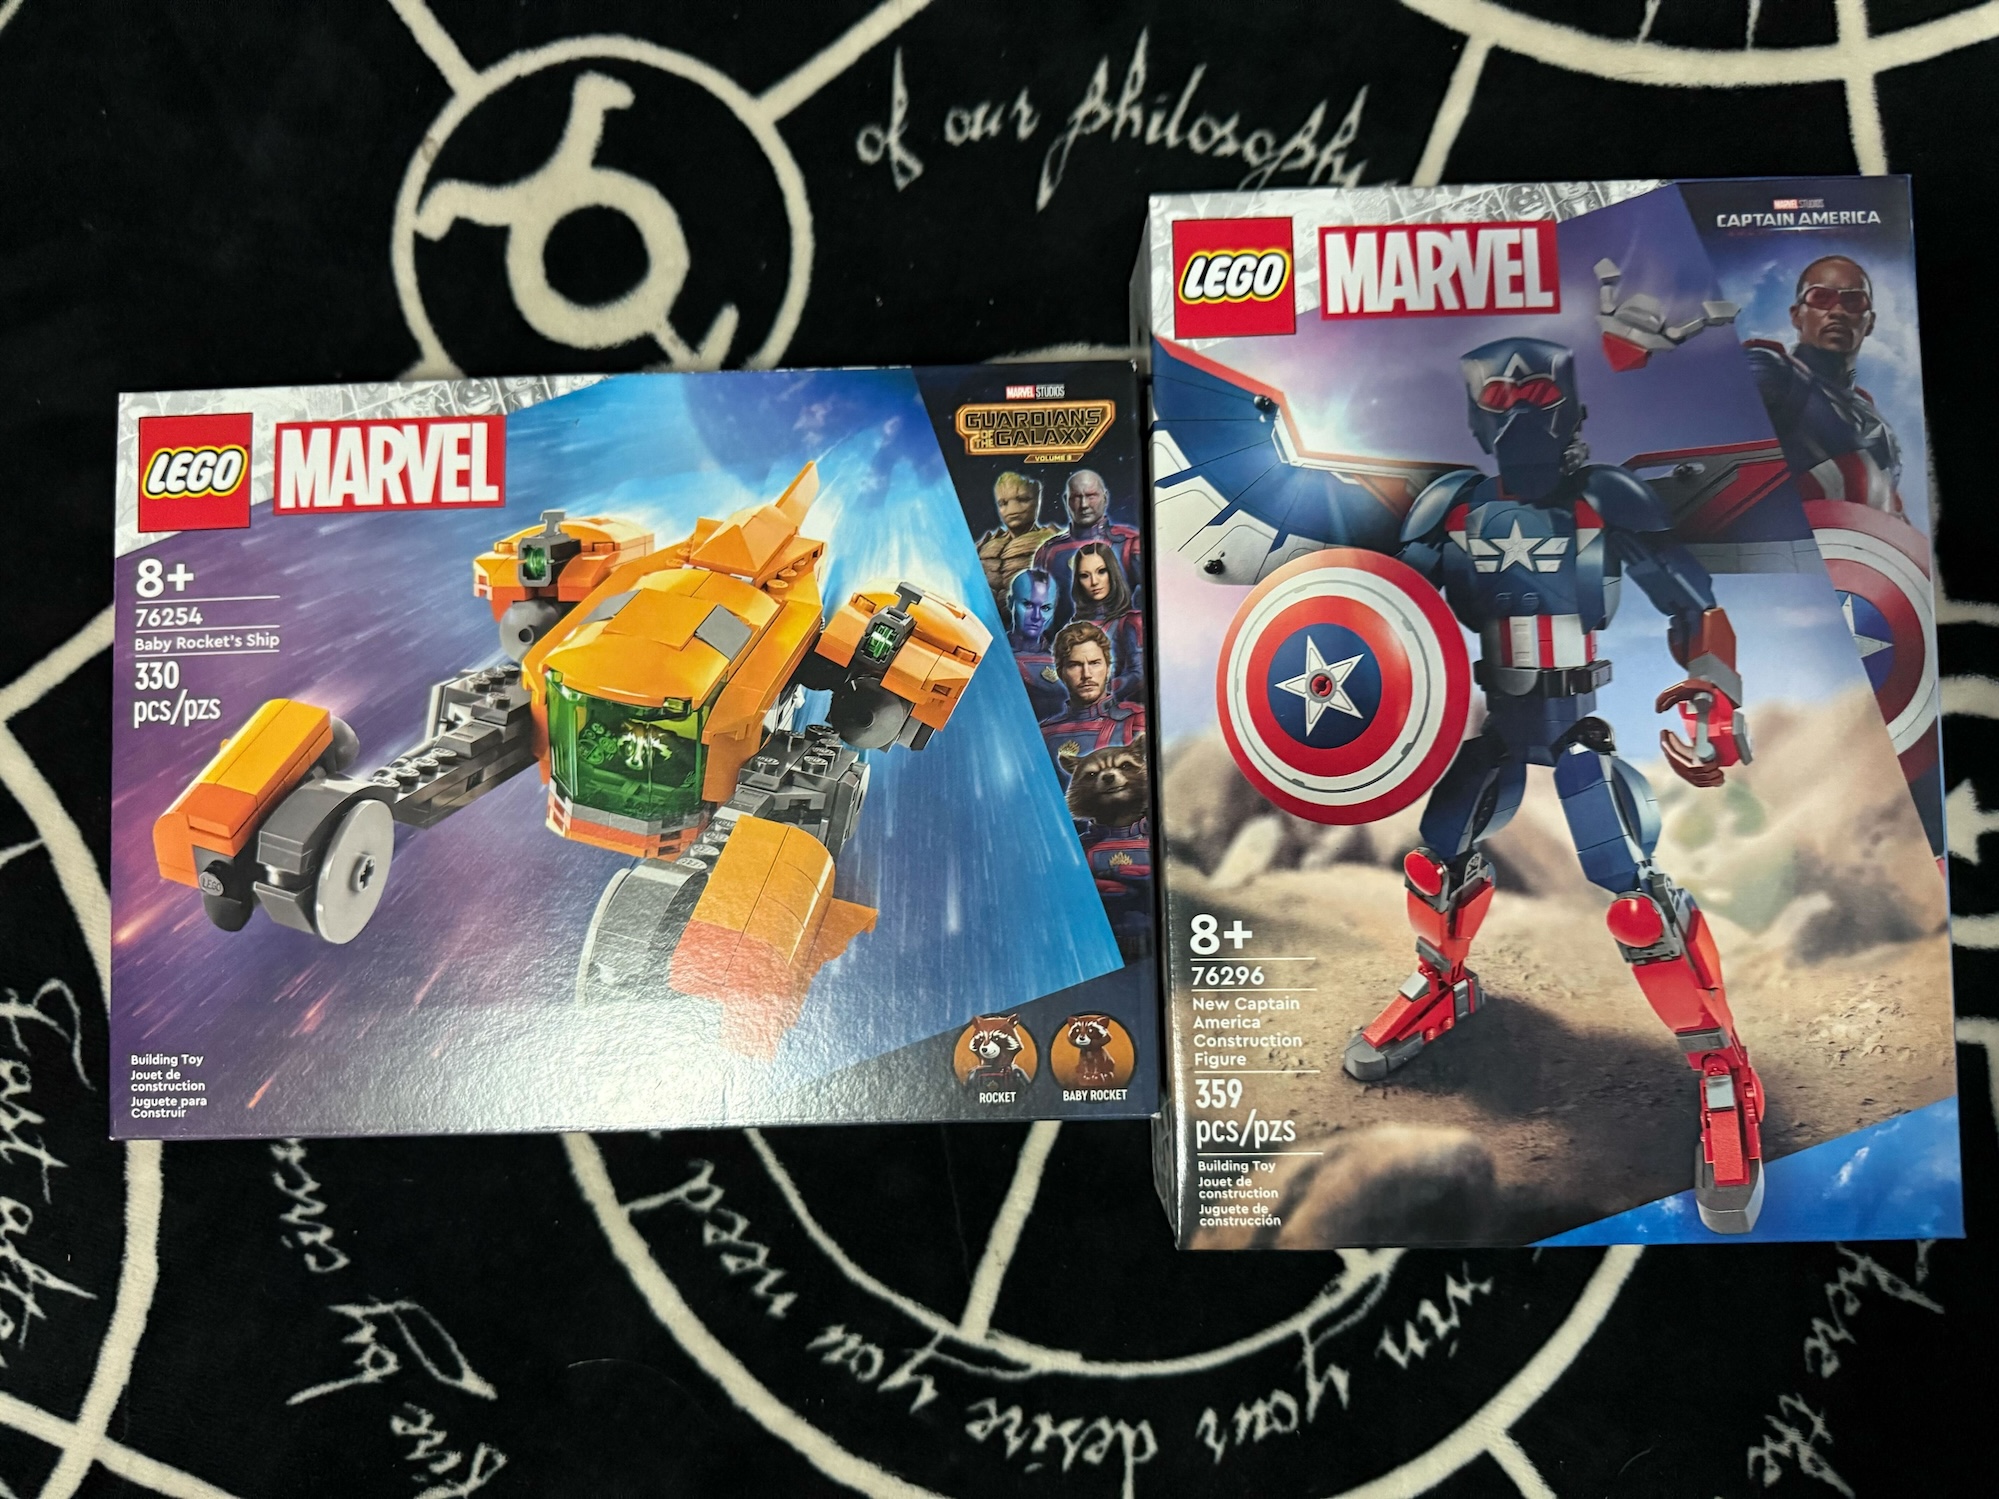 of our philosophy
LEGO
MARVEL
8+
76254
Baby Rocket's Ship
330
pcs/pzs
Building Toy
Jouet de
construction
Juguete para
Construir
MARVEL STUDIOS
GUARDIANS
OF THE GALAXY
VOLUME 3
LEGO
ROCKET
BABY ROCKET
LEGO
MARVEL
MARVEL STUDIOS
CAPTAIN AMERICA
8+
76296
New Captain
America
Construction
Figure
359
pcs/pzs
Building Toy
Jouet de
construction
Juguete de
construcción
win your desire you need